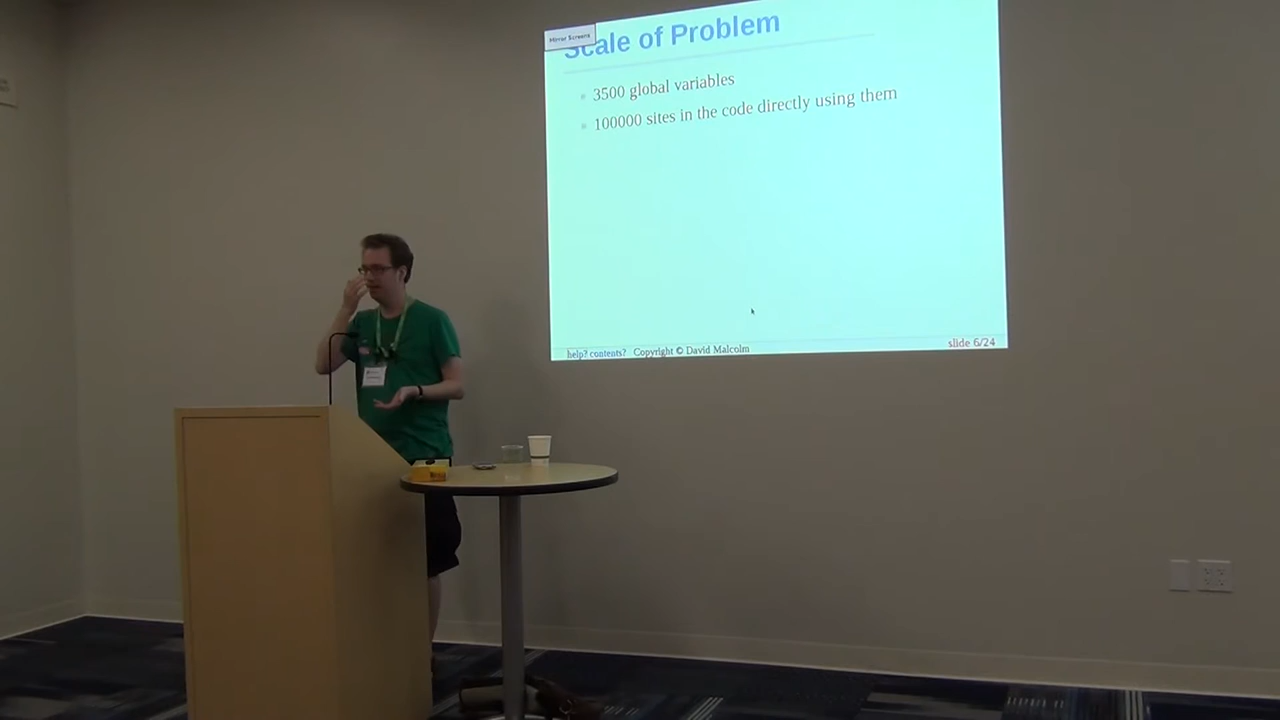 Mirror Screens
Scale of Problem
3500 global variables
100000 sites in the code directly using them
help? contents? Copyright © David Malcolm
slide 6/24